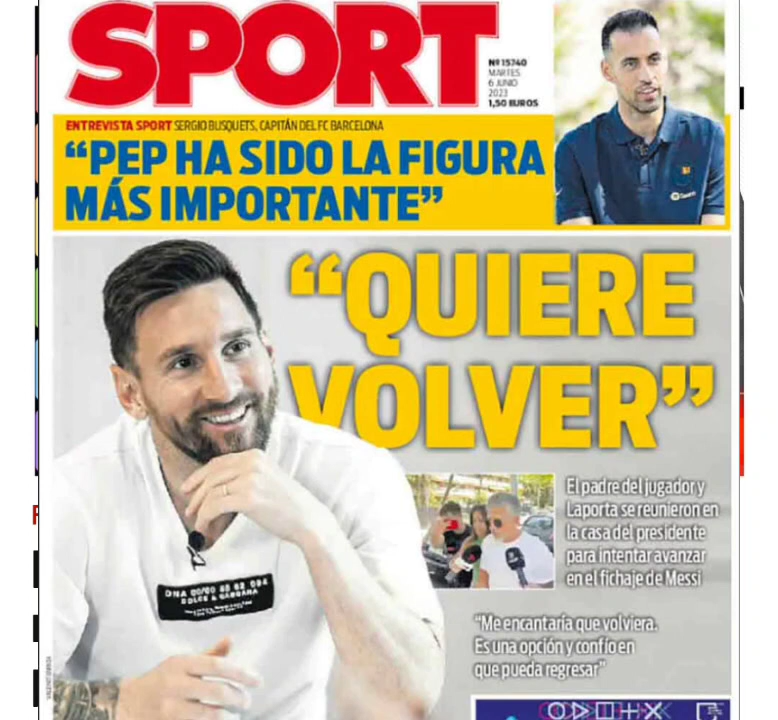 SPORT
Nº 15740
MARTES
6 JUNIO
2023
1,50 EUROS
ENTREVISTA SPORT SERGIO BUSQUETS, CAPITÁN DEL FC BARCELONA
“PEP HA SIDO LA FIGURA
MÁS IMPORTANTE”
“QUIERE
VOLVER”
El padre del jugador y
Laporta se reunieron en
la casa del presidente
para intentar avanzar
en el fichaje de Messi
DOLCE & GABBANA
“Me encantaría que volviera.
Es una opción y confío en
que pueda regresar”